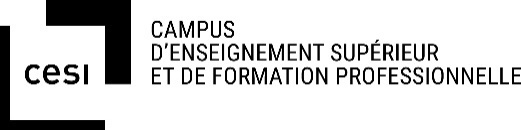 cesi
CAMPUS
D'ENSEIGNEMENT SUPÉRIEUR
ET DE FORMATION PROFESSIONNELLE